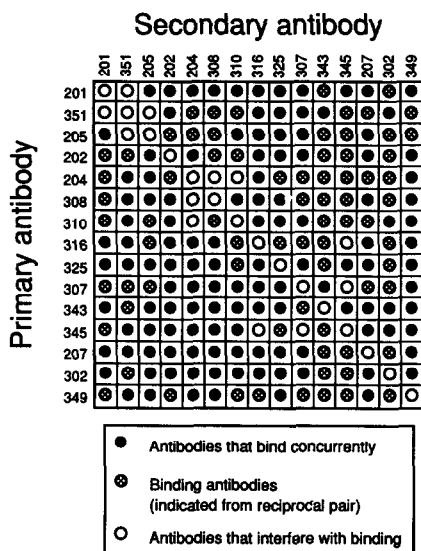 Secondary antibody
201 351 205 202 204 308 310 316 325 307 343 345 207 302 349
Primary antibody
201
351
205
202
204
308
310
316
325
307
343
345
207
302
349
Antibodies that bind concurrently
Binding antibodies
(indicated from reciprocal pair)
Antibodies that interfere with binding